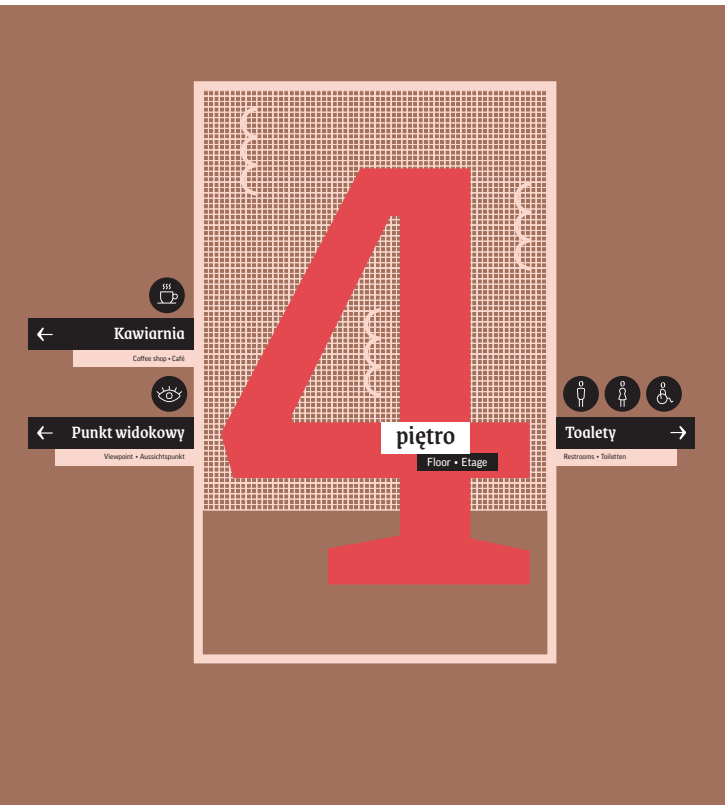 4
piętro
Floor • Etage
Kawiarnia
Coffee shop • Café
Punkt widokowy
Viewpoint • Aussichtspunkt
Toalety
Restrooms • Toiletten